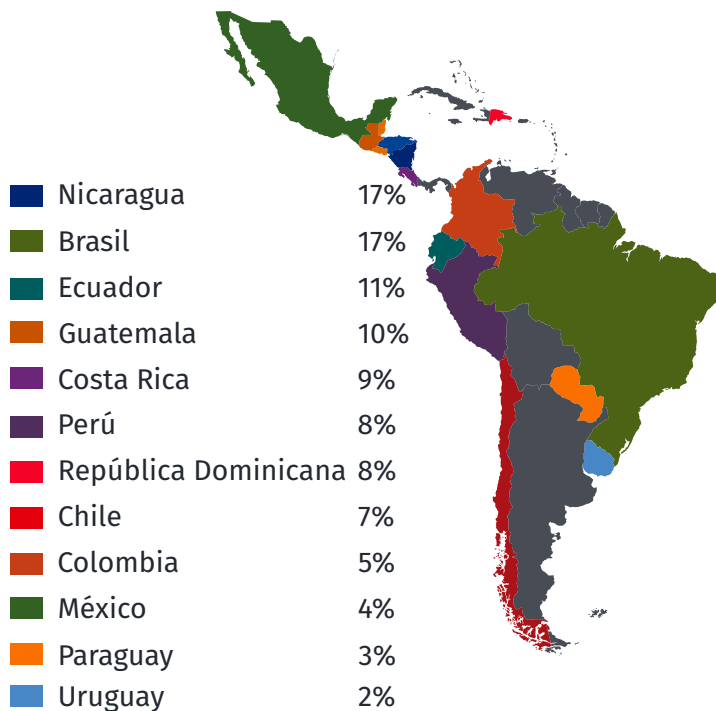 Nicaragua 17%
Brasil 17%
Ecuador 11%
Guatemala 10%
Costa Rica 9%
Perú 8%
República Dominicana 8%
Chile 7%
Colombia 5%
México 4%
Paraguay 3%
Uruguay 2%